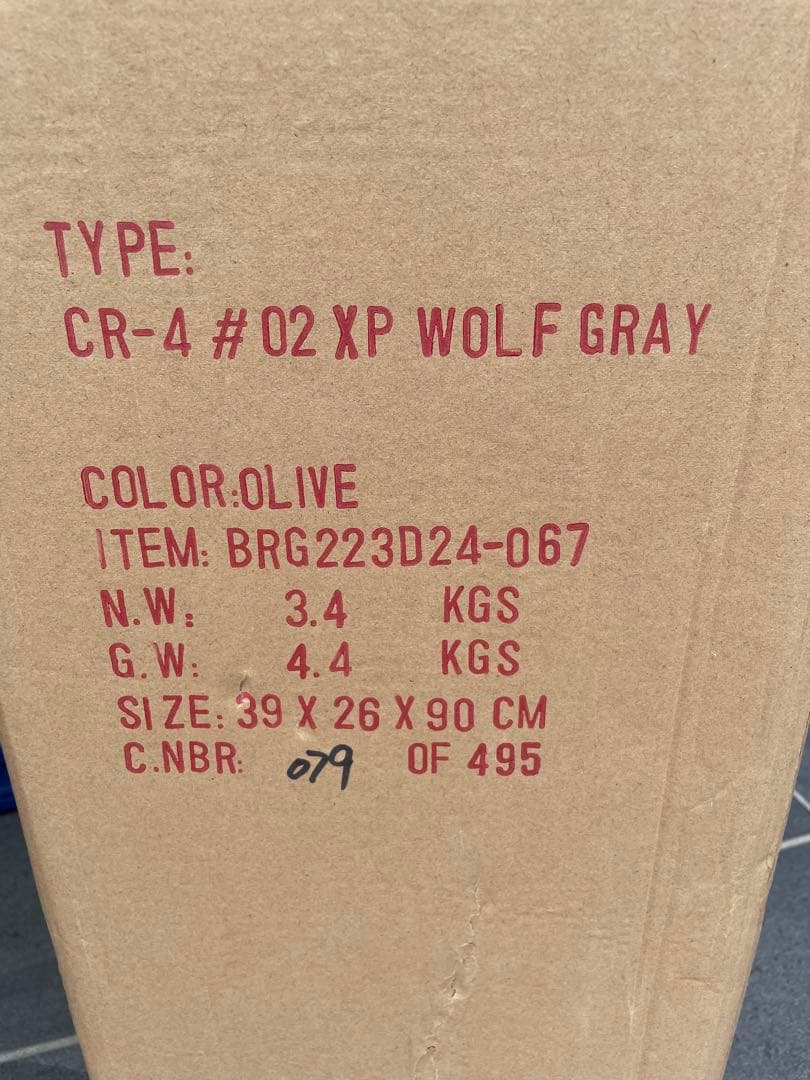 TYPE:
CR-4 #02 XP WOLF GRAY
COLOR:OLIVE
ITEM: BRG223D24-067
N.W: 3.4 KGS
G.W: 4.4 KGS
SIZE: 39 X 26 X 90 CM
C.NBR: 079 OF 495